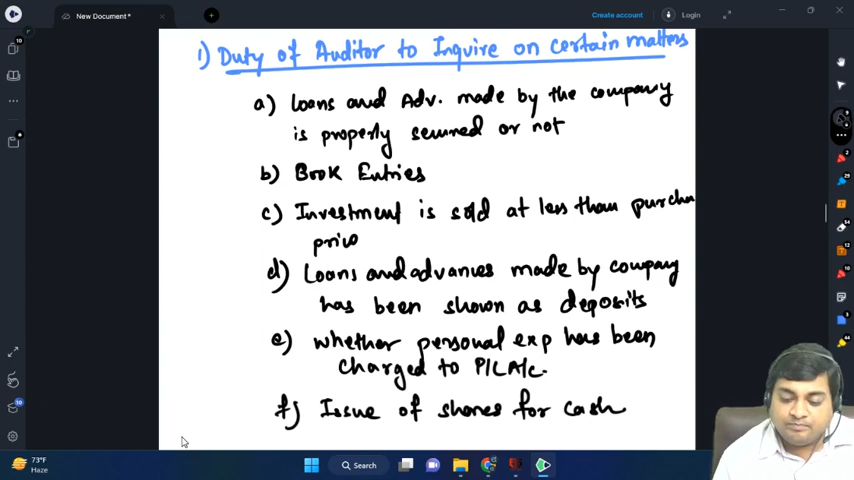 New Document*
Create account
Login
1) Duty of Auditor to Inquire on certain matters
a) Loans and Adv. made by the company
is properly secured or not
b) Book Entries
c) Investment is sold at less than purcha
price
d) Loans and advances made by company
has been shown as deposits
e) whether personal exp has been
charged to P/L A/c.
f) Issue of shares for cash
73°F
Haze
Search